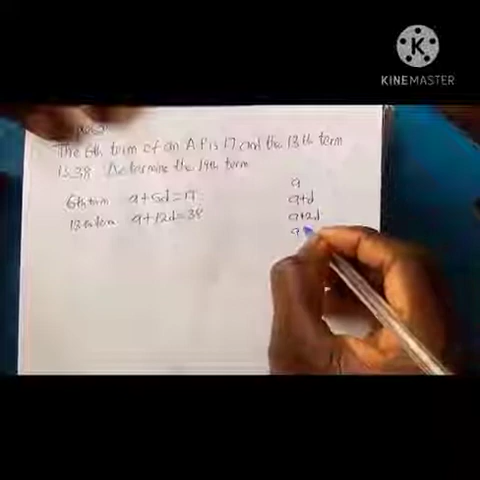 KINEMASTER
The 6th term of an A.P is 17 and the 13th term
is 38. Determine the 19th term
6th term a+5d=17
13th term a+12d=38
a
a+d
a+2d
a